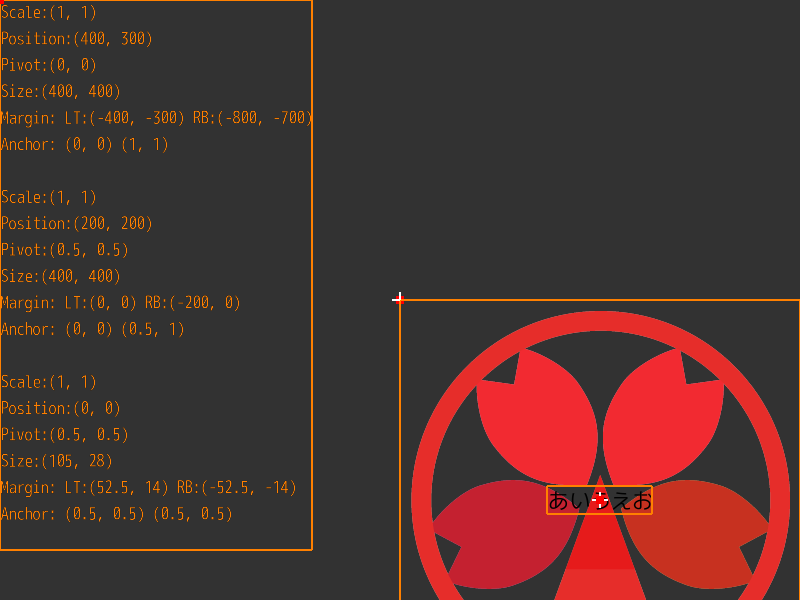 Scale:(1, 1)
Position:(400, 300)
Pivot:(0, 0)
Size:(400, 400)
Margin: LT:(-400, -300) RB:(-800, -700)
Anchor: (0, 0) (1, 1)
Scale:(1, 1)
Position:(200, 200)
Pivot:(0.5, 0.5)
Size:(400, 400)
Margin: LT:(0, 0) RB:(-200, 0)
Anchor: (0, 0) (0.5, 1)
Scale:(1, 1)
Position:(0, 0)
Pivot:(0.5, 0.5)
Size:(105, 28)
Margin: LT:(52.5, 14) RB:(-52.5, -14)
Anchor: (0.5, 0.5) (0.5, 0.5)
あいうえお